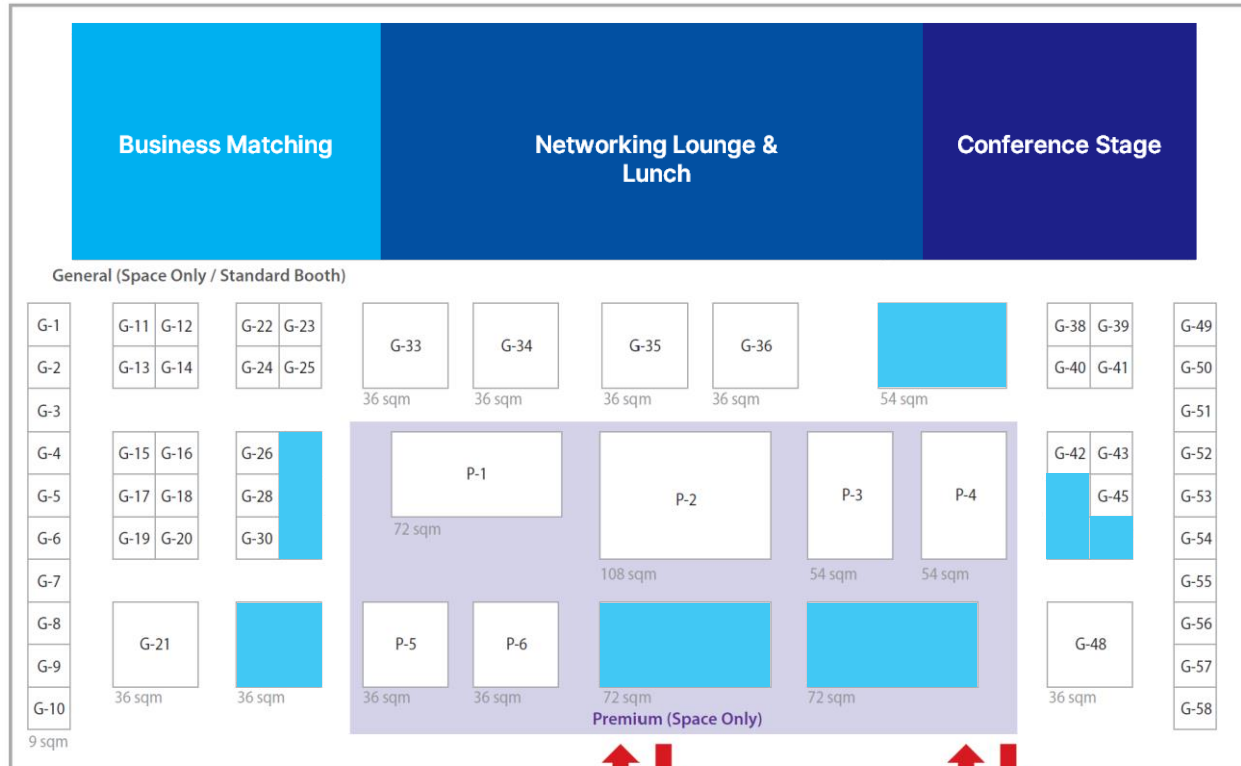 Business Matching
Networking Lounge &
Lunch
Conference Stage
General (Space Only / Standard Booth)
G-1
G-2
G-3
G-4
G-5
G-6
G-7
G-8
G-9
G-10
9 sqm
G-11 G-12
G-13 G-14
G-15 G-16
G-17 G-18
G-19 G-20
G-21
36 sqm
G-22 G-23
G-24 G-25
G-26
G-28
G-30
36 sqm
G-33
36 sqm
G-34
36 sqm
G-35
36 sqm
G-36
36 sqm
54 sqm
P-1
72 sqm
P-2
108 sqm
P-3
54 sqm
P-4
54 sqm
P-5
36 sqm
P-6
36 sqm
72 sqm
72 sqm
Premium (Space Only)
G-38 G-39
G-40 G-41
G-42 G-43
G-45
G-48
36 sqm
G-49
G-50
G-51
G-52
G-53
G-54
G-55
G-56
G-57
G-58